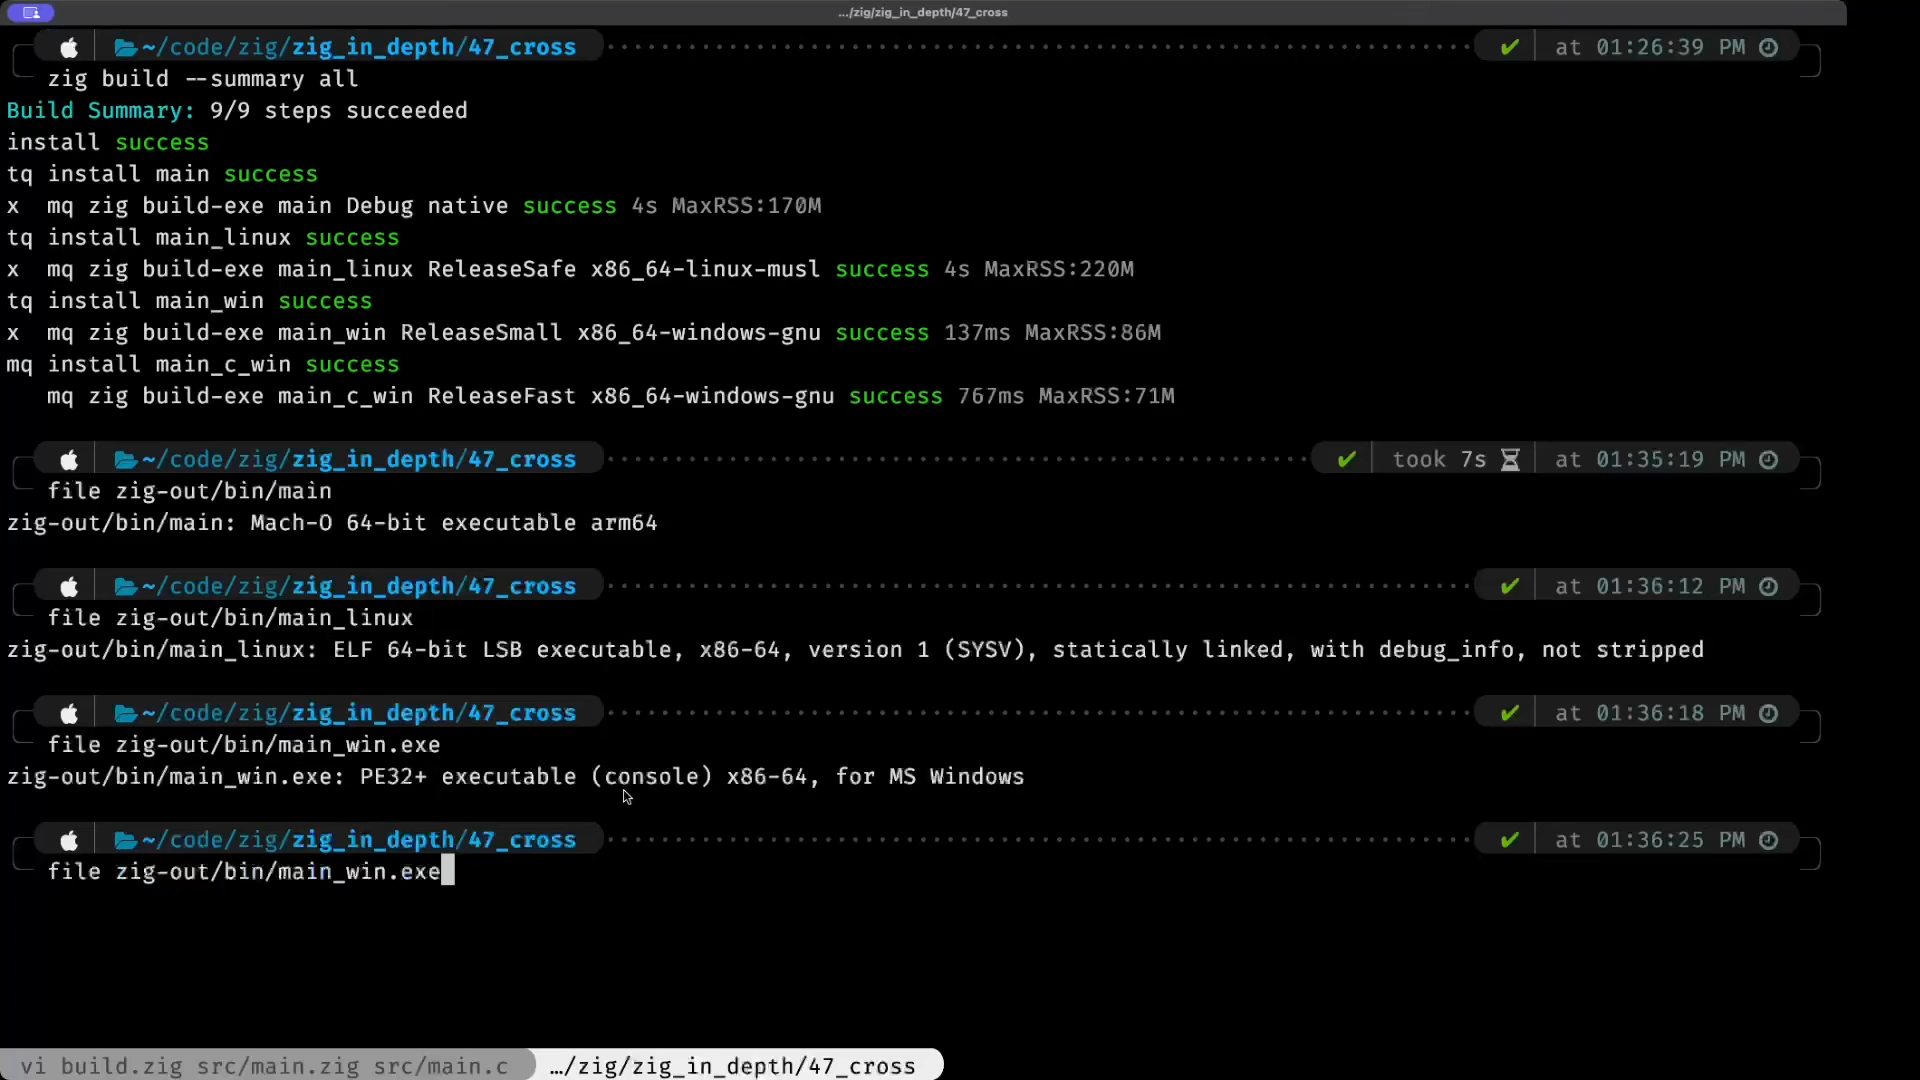 …/zig/zig_in_depth/47_cross
~/code/zig/zig_in_depth/47_cross ✔ at 01:26:39 PM
zig build --summary all
Build Summary: 9/9 steps succeeded
install success
tq install main success
x  mq zig build-exe main Debug native success 4s MaxRSS:170M
tq install main_linux success
x  mq zig build-exe main_linux ReleaseSafe x86_64-linux-musl success 4s MaxRSS:220M
tq install main_win success
x  mq zig build-exe main_win ReleaseSmall x86_64-windows-gnu success 137ms MaxRSS:86M
mq install main_c_win success
   mq zig build-exe main_c_win ReleaseFast x86_64-windows-gnu success 767ms MaxRSS:71M
~/code/zig/zig_in_depth/47_cross ✔ took 7s at 01:35:19 PM
file zig-out/bin/main
zig-out/bin/main: Mach-O 64-bit executable arm64
~/code/zig/zig_in_depth/47_cross ✔ at 01:36:12 PM
file zig-out/bin/main_linux
zig-out/bin/main_linux: ELF 64-bit LSB executable, x86-64, version 1 (SYSV), statically linked, with debug_info, not stripped
~/code/zig/zig_in_depth/47_cross ✔ at 01:36:18 PM
file zig-out/bin/main_win.exe
zig-out/bin/main_win.exe: PE32+ executable (console) x86-64, for MS Windows
~/code/zig/zig_in_depth/47_cross ✔ at 01:36:25 PM
file zig-out/bin/main_win.exe
vi build.zig src/main.zig src/main.c …/zig/zig_in_depth/47_cross